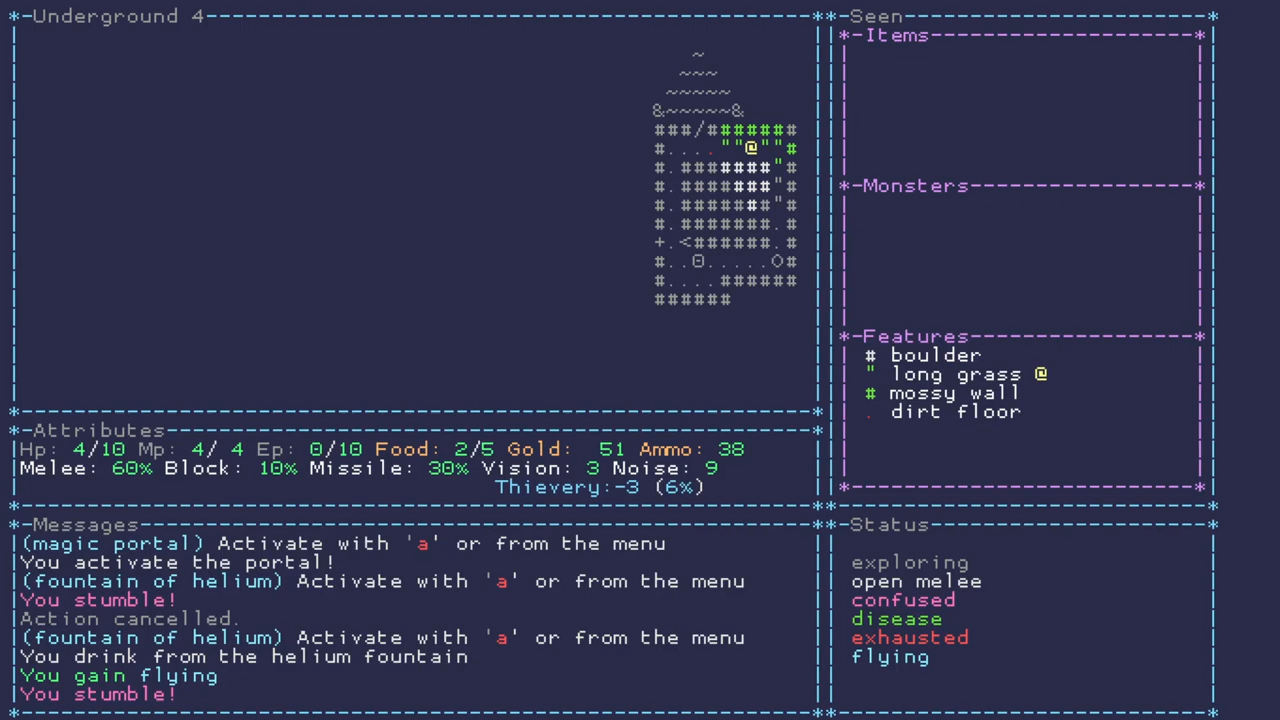 *-Underground 4-----------------------------------------------**-Seen------------------------*
*-Items---------------------*
~
~~~
~~~~~
&~~~~~&
###/#######
#....""@""#
#.#######"#
*-Monsters------------------*
#.#######"#
#.#######"#
#.#######.#
+.<######.#
#..Θ.....◊#
#....######
######
*-Features------------------*
# boulder
" long grass @
# mossy wall
. dirt floor
*-Attributes-*
Hp: 4/10 Mp: 4/ 4 Ep: 0/10 Food: 2/5 Gold: 51 Ammo: 38
Melee: 60% Block: 10% Missile: 30% Vision: 3 Noise: 9
Thievery:-3 (6%)
*-Messages-*
(magic portal) Activate with 'a' or from the menu
You activate the portal!
(fountain of helium) Activate with 'a' or from the menu
You stumble!
Action cancelled.
(fountain of helium) Activate with 'a' or from the menu
You drink from the helium fountain
You gain flying
You stumble!
*-Status-*
exploring
open melee
confused
disease
exhausted
flying